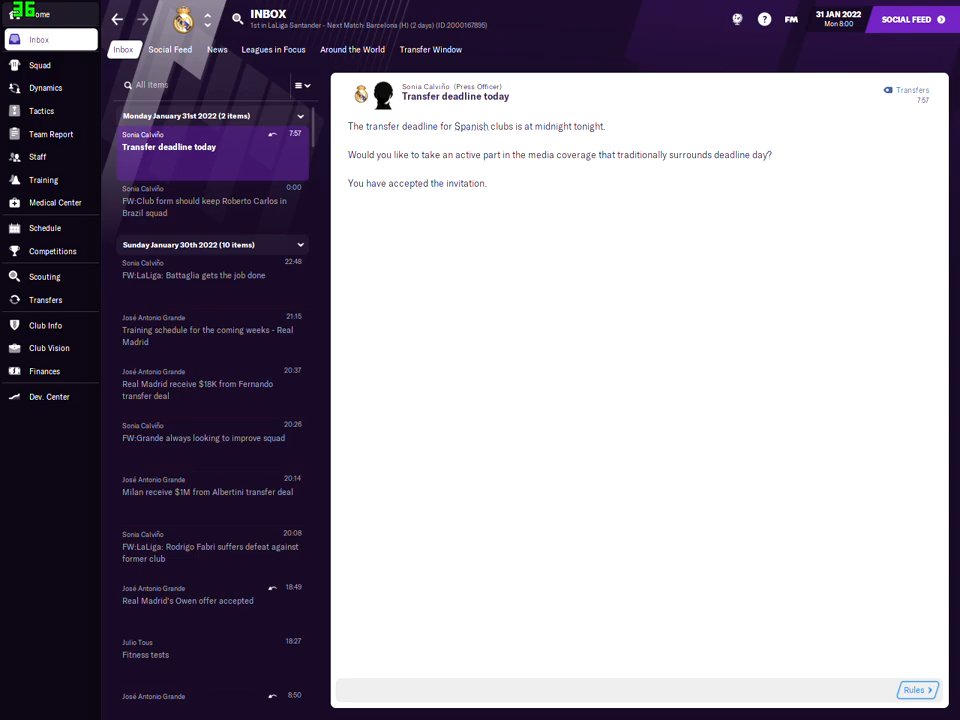 36
ome
INBOX
1st in LaLiga Santander - Next Match: Barcelona (H) (2 days) (ID:2000167895)
?
FM
31 JAN 2022
Mon 8:00
SOCIAL FEED
Inbox
Social Feed
News
Leagues in Focus
Around the World
Transfer Window
Inbox
Squad
Dynamics
Tactics
Team Report
Staff
Training
Medical Center
Schedule
Competitions
Scouting
Transfers
Club Info
Club Vision
Finances
Dev. Center
All Items
Monday January 31st 2022 (2 items)
Sonia Calviño 7:57
Transfer deadline today
Sonia Calviño 0:00
FW:Club form should keep Roberto Carlos in
Brazil squad
Sunday January 30th 2022 (10 items)
Sonia Calviño 22:48
FW:LaLiga: Battaglia gets the job done
José Antonio Grande 21:15
Training schedule for the coming weeks - Real
Madrid
José Antonio Grande 20:37
Real Madrid receive $18K from Fernando
transfer deal
Sonia Calviño 20:26
FW:Grande always looking to improve squad
José Antonio Grande 20:14
Milan receive $1M from Albertini transfer deal
Sonia Calviño 20:08
FW:LaLiga: Rodrigo Fabri suffers defeat against
former club
José Antonio Grande 18:49
Real Madrid's Owen offer accepted
Julio Tous 18:27
Fitness tests
José Antonio Grande 8:50
Sonia Calviño (Press Officer)
Transfer deadline today
Transfers
7:57
The transfer deadline for Spanish clubs is at midnight tonight.
Would you like to take an active part in the media coverage that traditionally surrounds deadline day?
You have accepted the invitation.
Rules